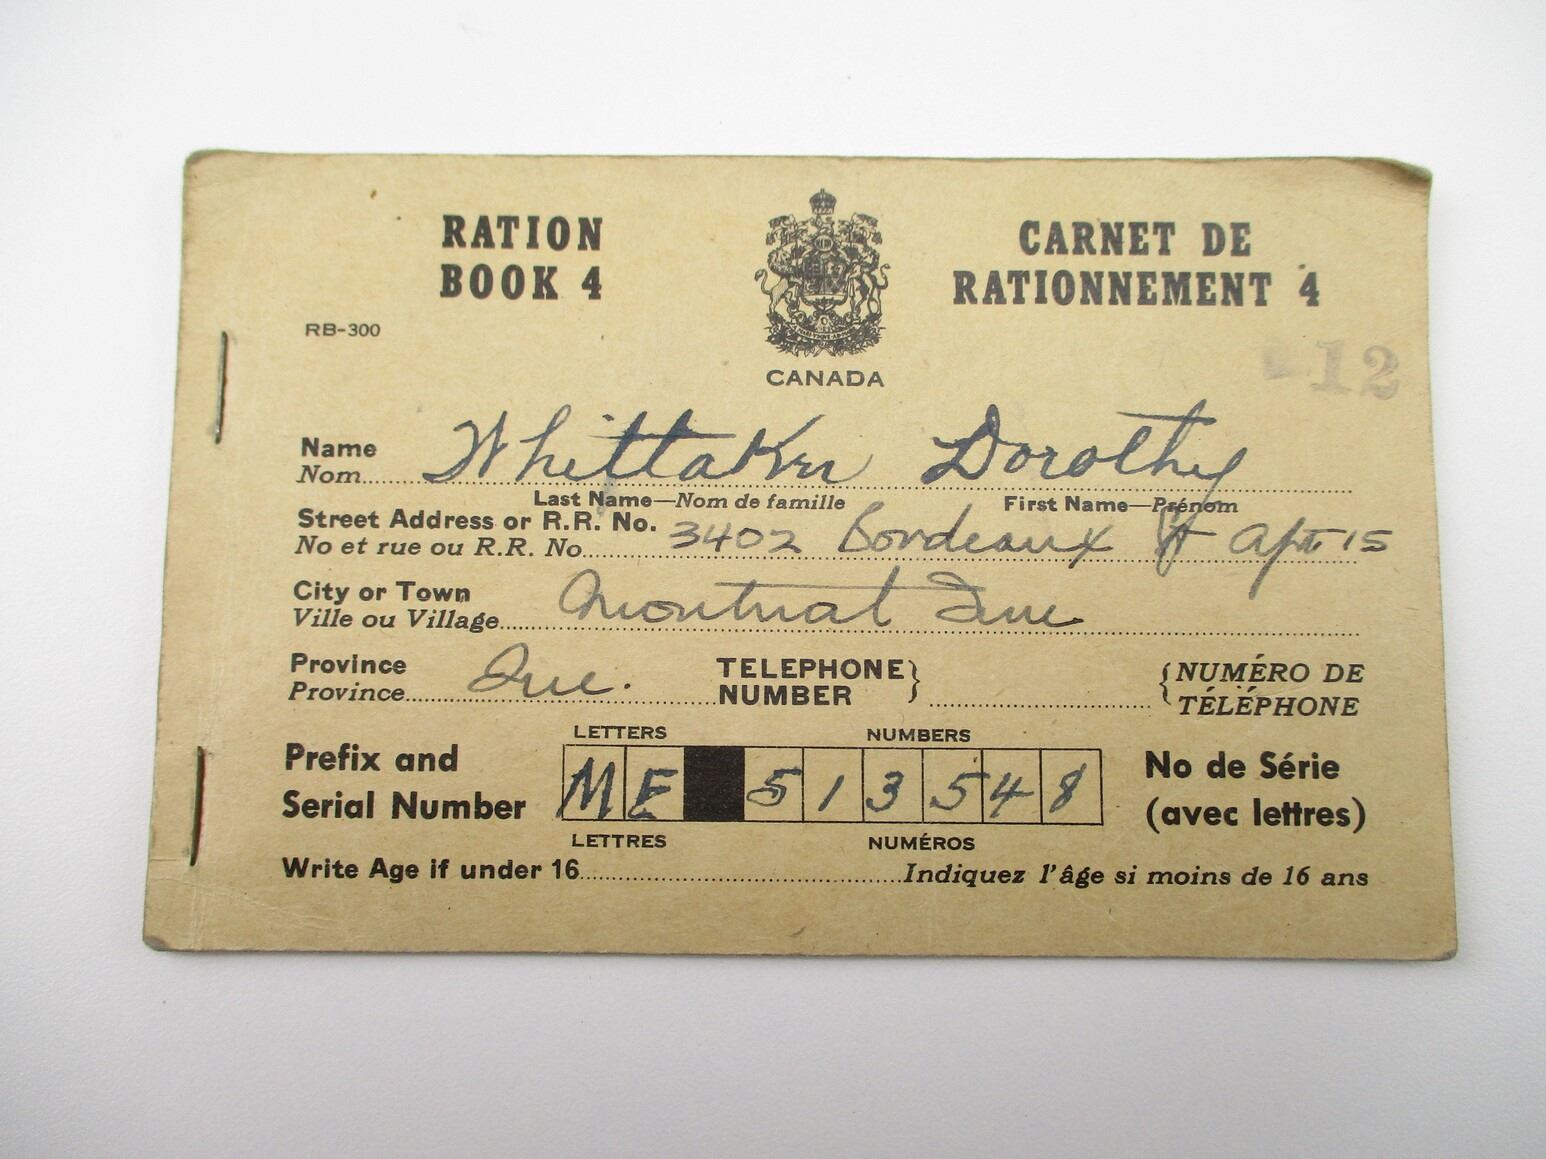 RATION BOOK 4
CANADA
CARNET DE RATIONNEMENT 4
RB-300
12
Name Whittaker Dorothy
Nom
Last Name—Nom de famille First Name—Prénom
Street Address or R.R. No. 3402 Bordeaux St Apt 15
No et rue ou R.R. No
City or Town Montreal Que
Ville ou Village
Province Que. TELEPHONE NUMBER NUMÉRO DE TÉLÉPHONE
Province
LETTERS NUMBERS
Prefix and Serial Number ME 513548 No de Série (avec lettres)
LETTRES NUMÉROS
Write Age if under 16 Indiquez l'âge si moins de 16 ans